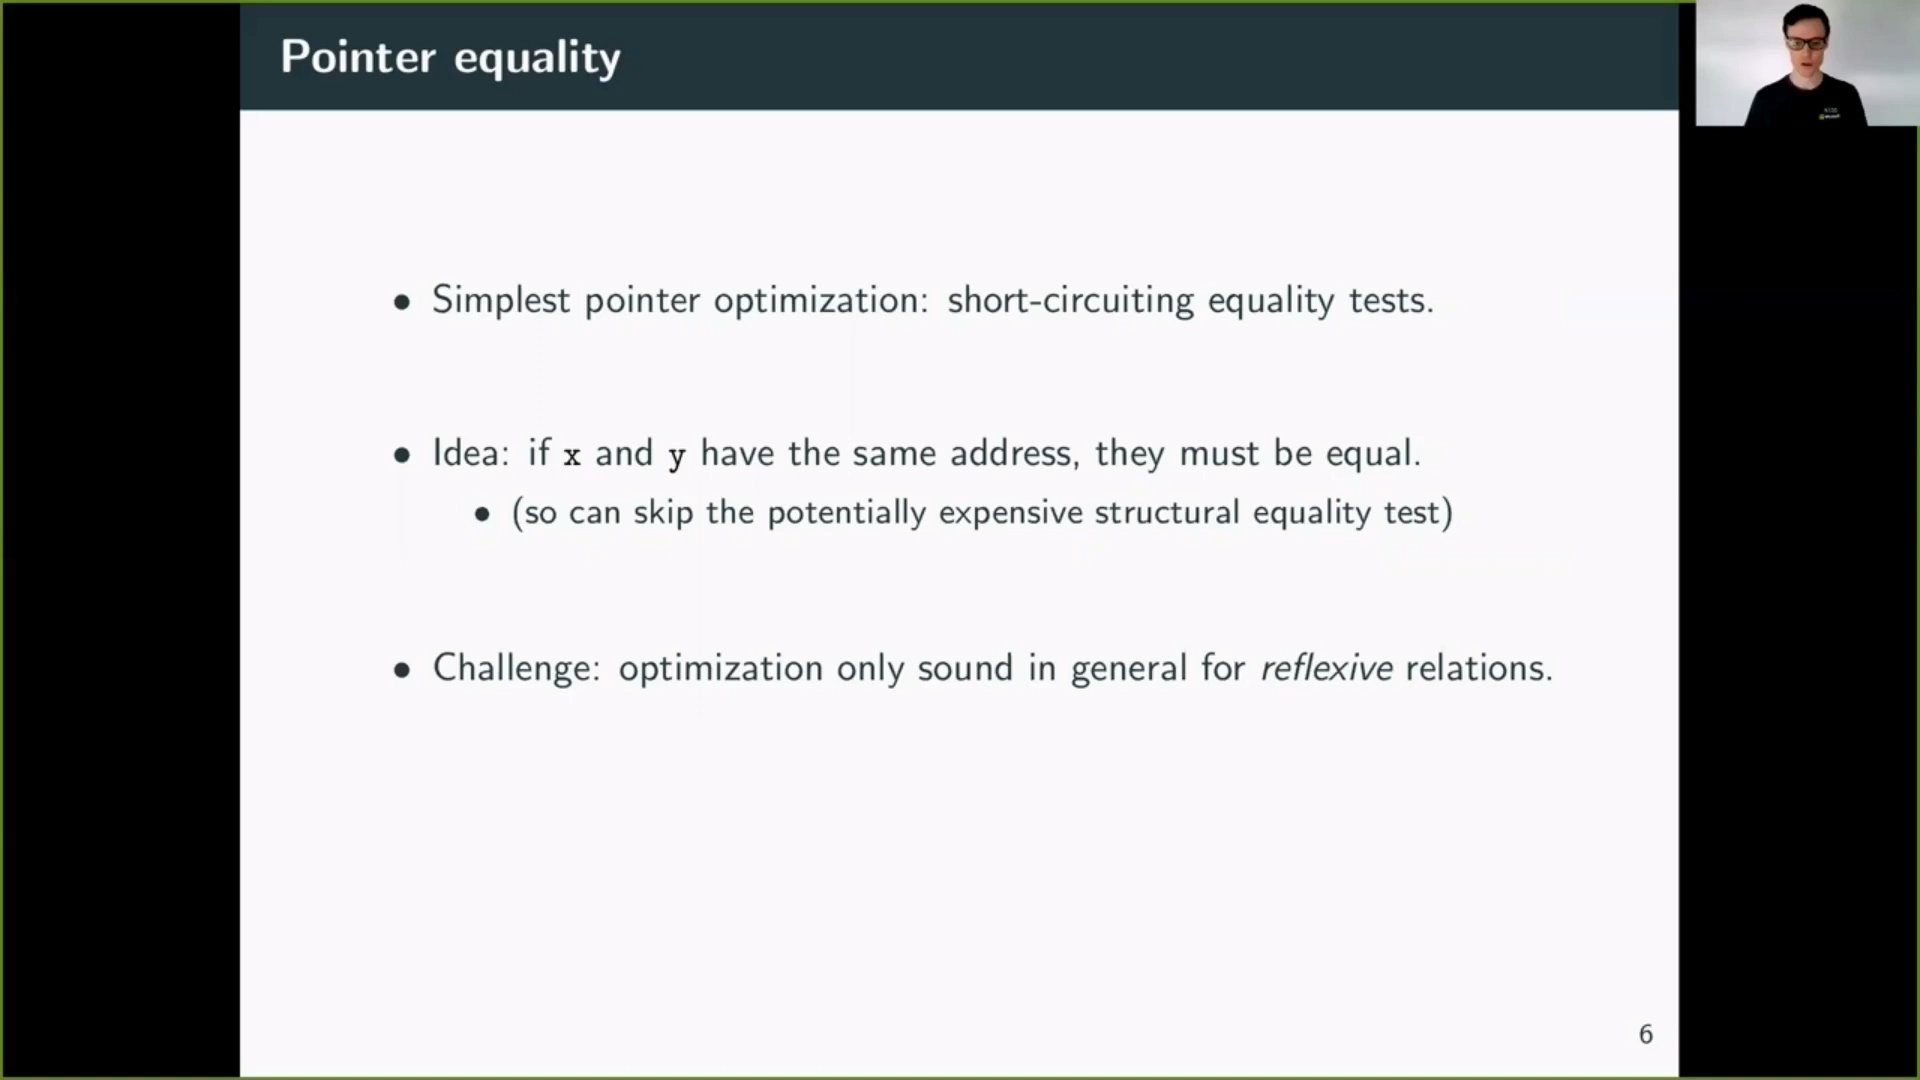 Pointer equality
• Simplest pointer optimization: short-circuiting equality tests.
• Idea: if x and y have the same address, they must be equal.
• (so can skip the potentially expensive structural equality test)
• Challenge: optimization only sound in general for reflexive relations.
6